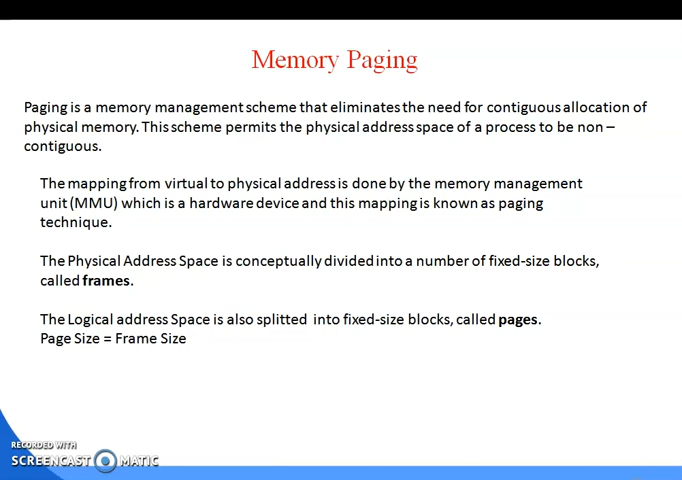 Memory Paging
Paging is a memory management scheme that eliminates the need for contiguous allocation of
physical memory. This scheme permits the physical address space of a process to be non –
contiguous.
The mapping from virtual to physical address is done by the memory management
unit (MMU) which is a hardware device and this mapping is known as paging
technique.
The Physical Address Space is conceptually divided into a number of fixed-size blocks,
called frames.
The Logical address Space is also splitted into fixed-size blocks, called pages.
Page Size = Frame Size
RECORDED WITH
SCREENCAST MATIC